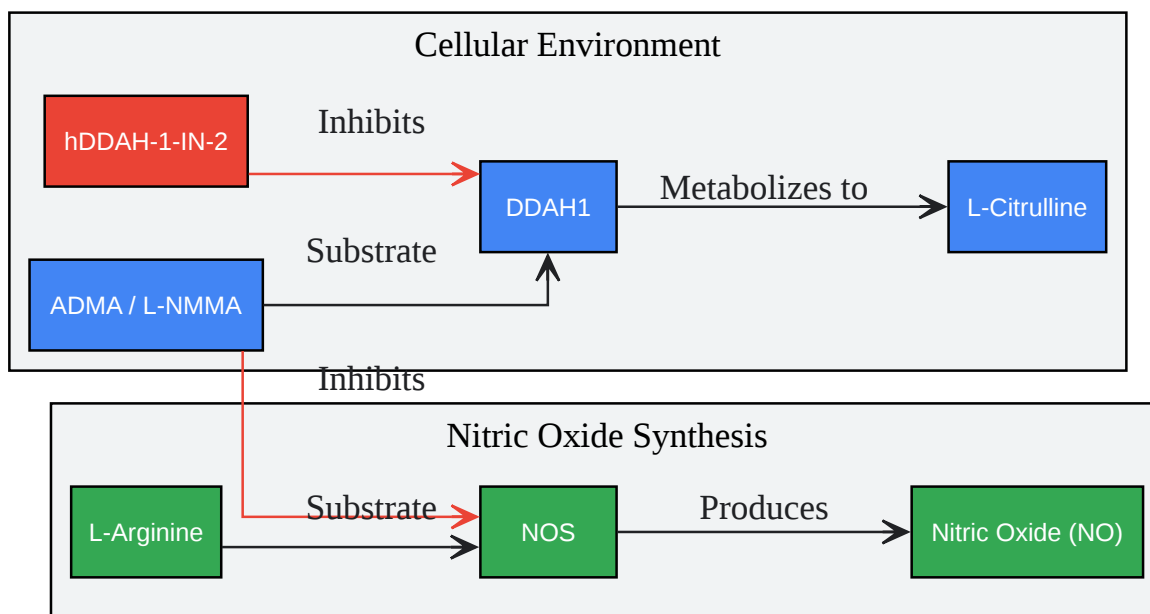 Cellular Environment
hDDAH-1-IN-2
Inhibits
DDAH1
Metabolizes to
L-Citrulline
Substrate
ADMA / L-NMMA
Inhibits
Nitric Oxide Synthesis
L-Arginine
Substrate
NOS
Produces
Nitric Oxide (NO)